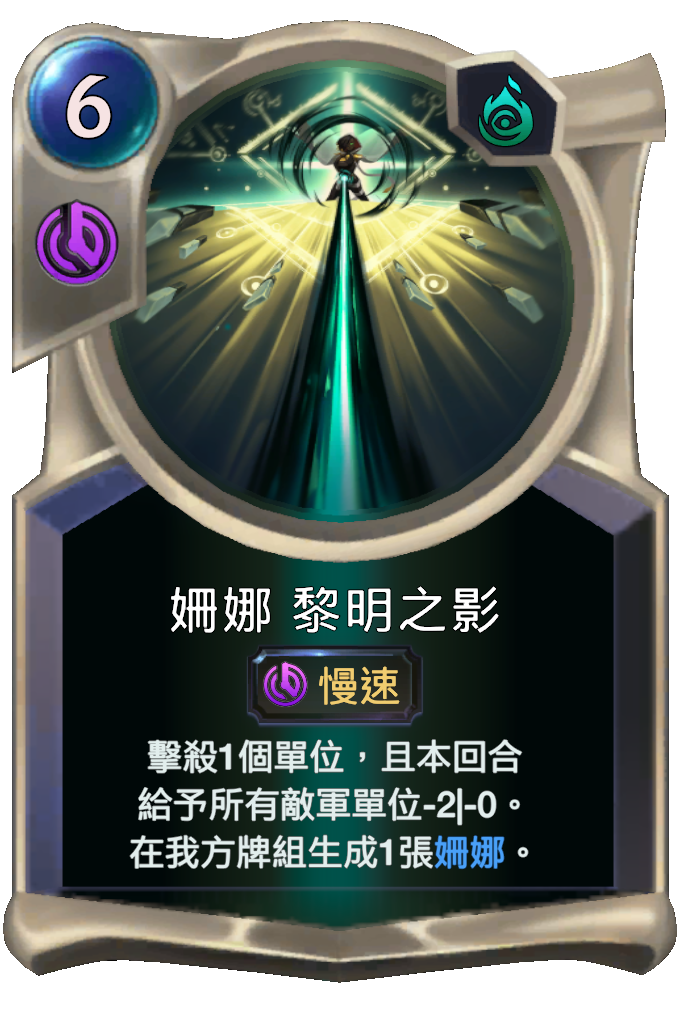 6
姍娜 黎明之影
慢速
擊殺1個單位，且本回合
給予所有敵軍單位-2|-0。
在我方牌組生成1張姍娜。